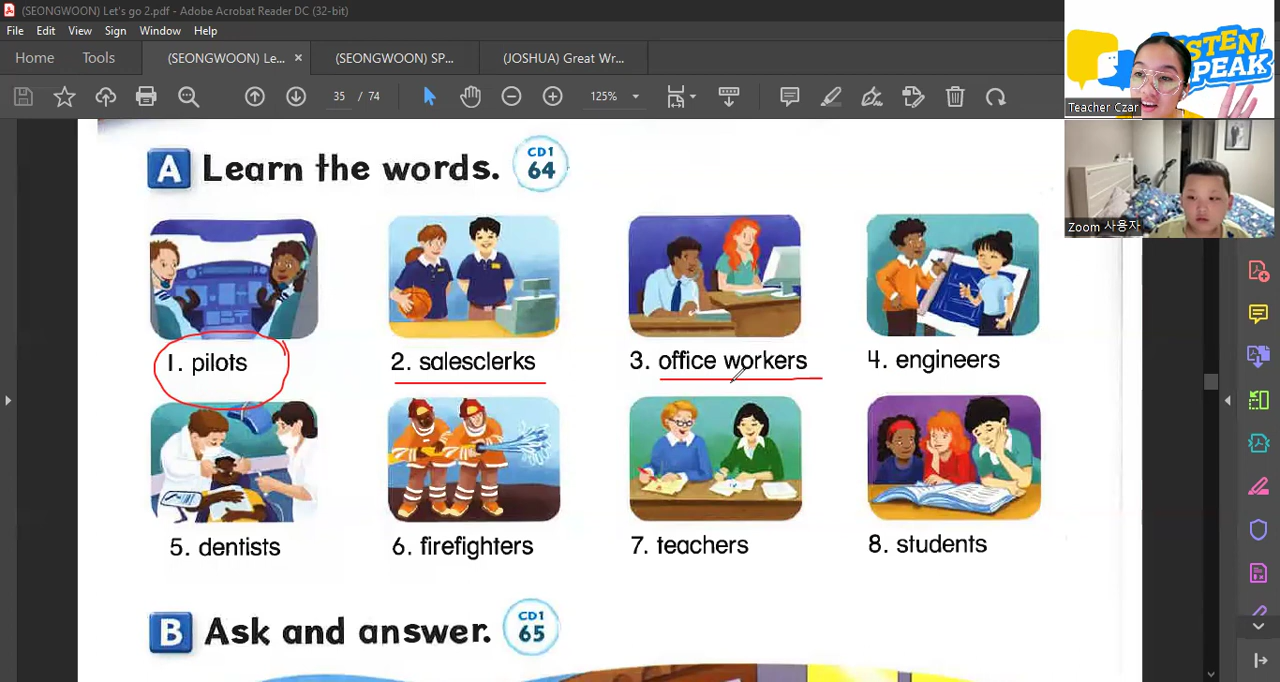 (SEONGWOON) Let's go 2.pdf - Adobe Acrobat Reader DC (32-bit)
File Edit View Sign Window Help
Home Tools (SEONGWOON) Le... × (SEONGWOON) SP... (JOSHUA) Great Wr...
35 / 74 125%
LISTEN
SPEAK
Teacher Czar
Zoom 사용자
A Learn the words. CD1 64
1. pilots 2. salesclerks 3. office workers 4. engineers
5. dentists 6. firefighters 7. teachers 8. students
B Ask and answer. CD1 65